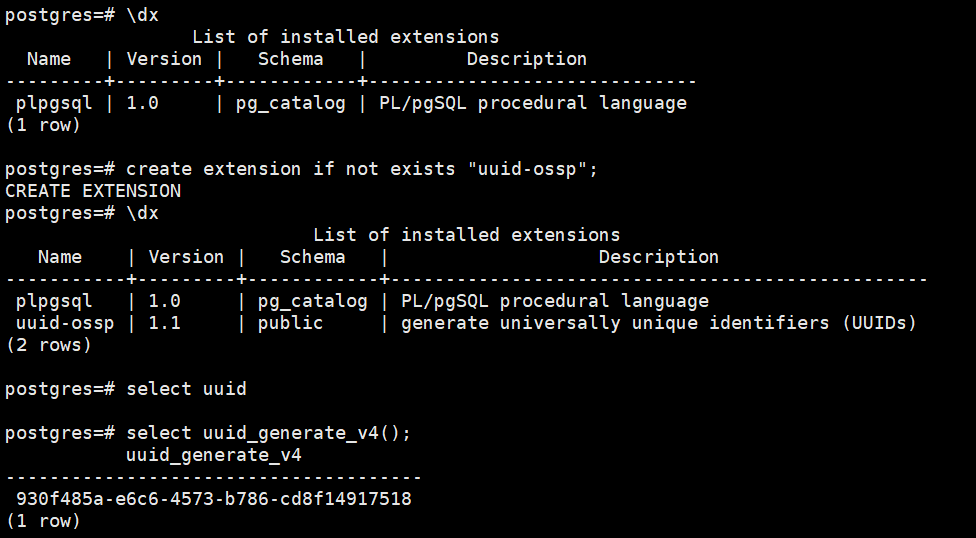 postgres=# \dx
                 List of installed extensions
  Name   | Version |   Schema   |         Description
---------+---------+------------+------------------------------
 plpgsql | 1.0     | pg_catalog | PL/pgSQL procedural language
(1 row)
postgres=# create extension if not exists "uuid-ossp";
CREATE EXTENSION
postgres=# \dx
                            List of installed extensions
   Name    | Version |   Schema   |                   Description
-----------+---------+------------+-------------------------------------------------
 plpgsql   | 1.0     | pg_catalog | PL/pgSQL procedural language
 uuid-ossp | 1.1     | public     | generate universally unique identifiers (UUIDs)
(2 rows)
postgres=# select uuid
postgres=# select uuid_generate_v4();
           uuid_generate_v4
--------------------------------------
 930f485a-e6c6-4573-b786-cd8f14917518
(1 row)